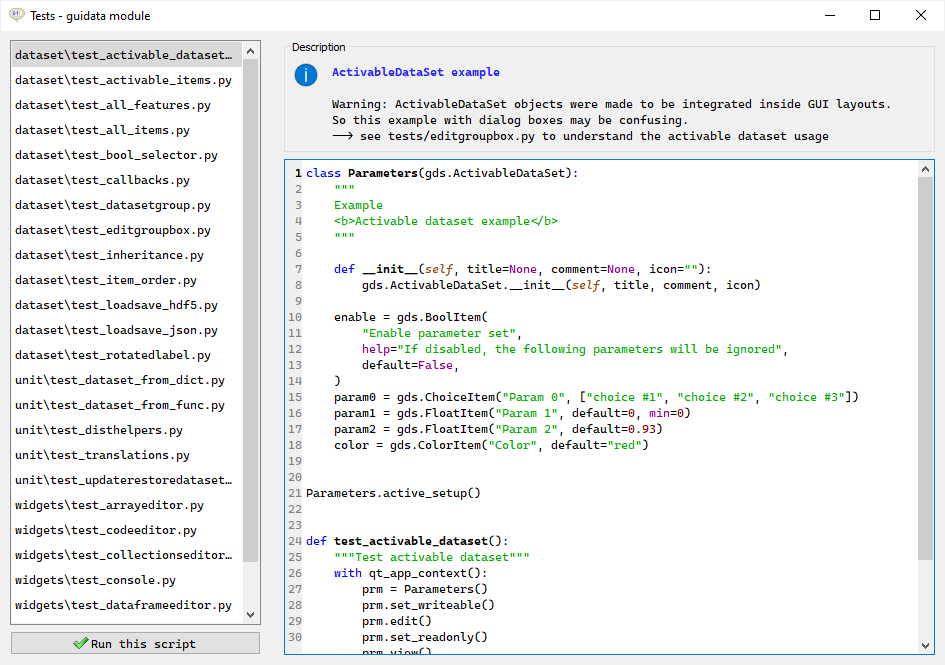 Tests - guidata module
dataset\test_activable_dataset…
dataset\test_activable_items.py
dataset\test_all_features.py
dataset\test_all_items.py
dataset\test_bool_selector.py
dataset\test_callbacks.py
dataset\test_datasetgroup.py
dataset\test_editgroupbox.py
dataset\test_inheritance.py
dataset\test_item_order.py
dataset\test_loadsave_hdf5.py
dataset\test_loadsave_json.py
dataset\test_rotatedlabel.py
unit\test_dataset_from_dict.py
unit\test_dataset_from_func.py
unit\test_disthelpers.py
unit\test_translations.py
unit\test_updaterestoredataset…
widgets\test_arrayeditor.py
widgets\test_codeeditor.py
widgets\test_collectionseditor…
widgets\test_console.py
widgets\test_dataframeeditor.py
Run this script
Description
ActivableDataSet example
Warning: ActivableDataSet objects were made to be integrated inside GUI layouts.
So this example with dialog boxes may be confusing.
--> see tests/editgroupbox.py to understand the activable dataset usage
1 class Parameters(gds.ActivableDataSet):
2     """
3     Example
4     <b>Activable dataset example</b>
5     """
6
7     def __init__(self, title=None, comment=None, icon=""):
8         gds.ActivableDataSet.__init__(self, title, comment, icon)
9
10     enable = gds.BoolItem(
11         "Enable parameter set",
12         help="If disabled, the following parameters will be ignored",
13         default=False,
14     )
15     param0 = gds.ChoiceItem("Param 0", ["choice #1", "choice #2", "choice #3"])
16     param1 = gds.FloatItem("Param 1", default=0, min=0)
17     param2 = gds.FloatItem("Param 2", default=0.93)
18     color = gds.ColorItem("Color", default="red")
19
20
21 Parameters.active_setup()
22
23
24 def test_activable_dataset():
25     """Test activable dataset"""
26     with qt_app_context():
27         prm = Parameters()
28         prm.set_writeable()
29         prm.edit()
30         prm.set_readonly()
prm.view()